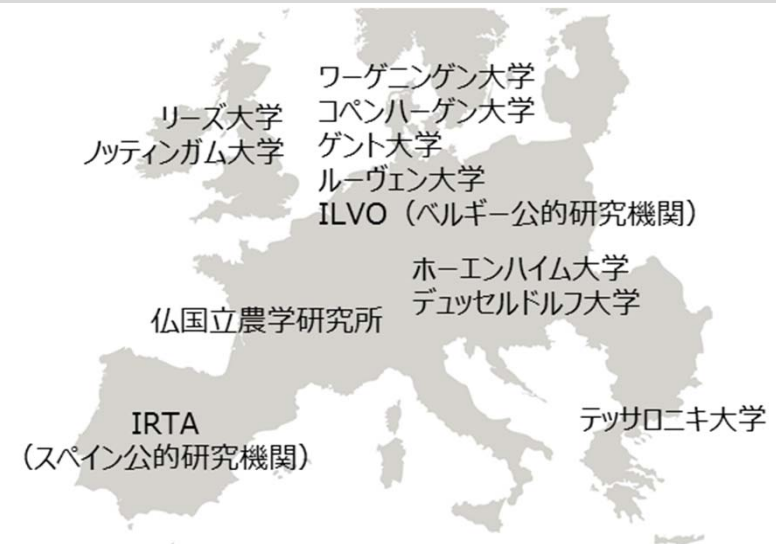 ワーゲニンゲン大学
コペンハーゲン大学
ゲント大学
ルーヴェン大学
ILVO（ベルギー公的研究機関）
リーズ大学
ノッティンガム大学
ホーエンハイム大学
デュッセルドルフ大学
仏国立農学研究所
IRTA
（スペイン公的研究機関）
テッサロニキ大学